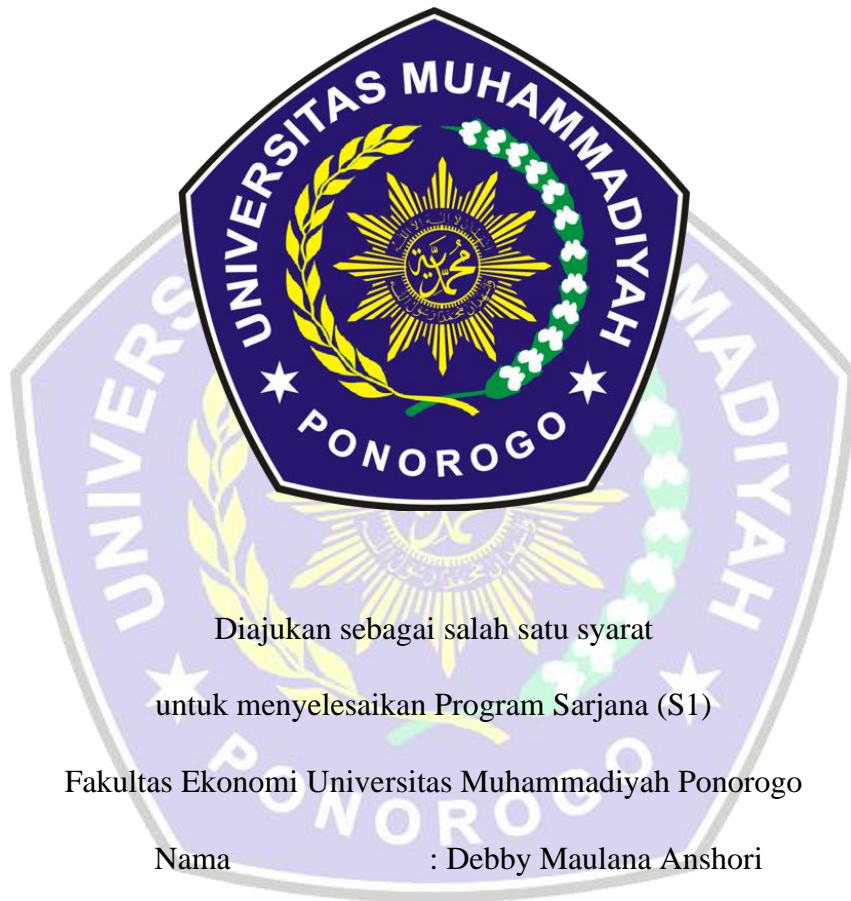 UNIVERSITAS MUHAMMADIYAH
PONOROGO
محمدية
Diajukan sebagai salah satu syarat
untuk menyelesaikan Program Sarjana (S1)
Fakultas Ekonomi Universitas Muhammadiyah Ponorogo
Nama : Debby Maulana Anshori